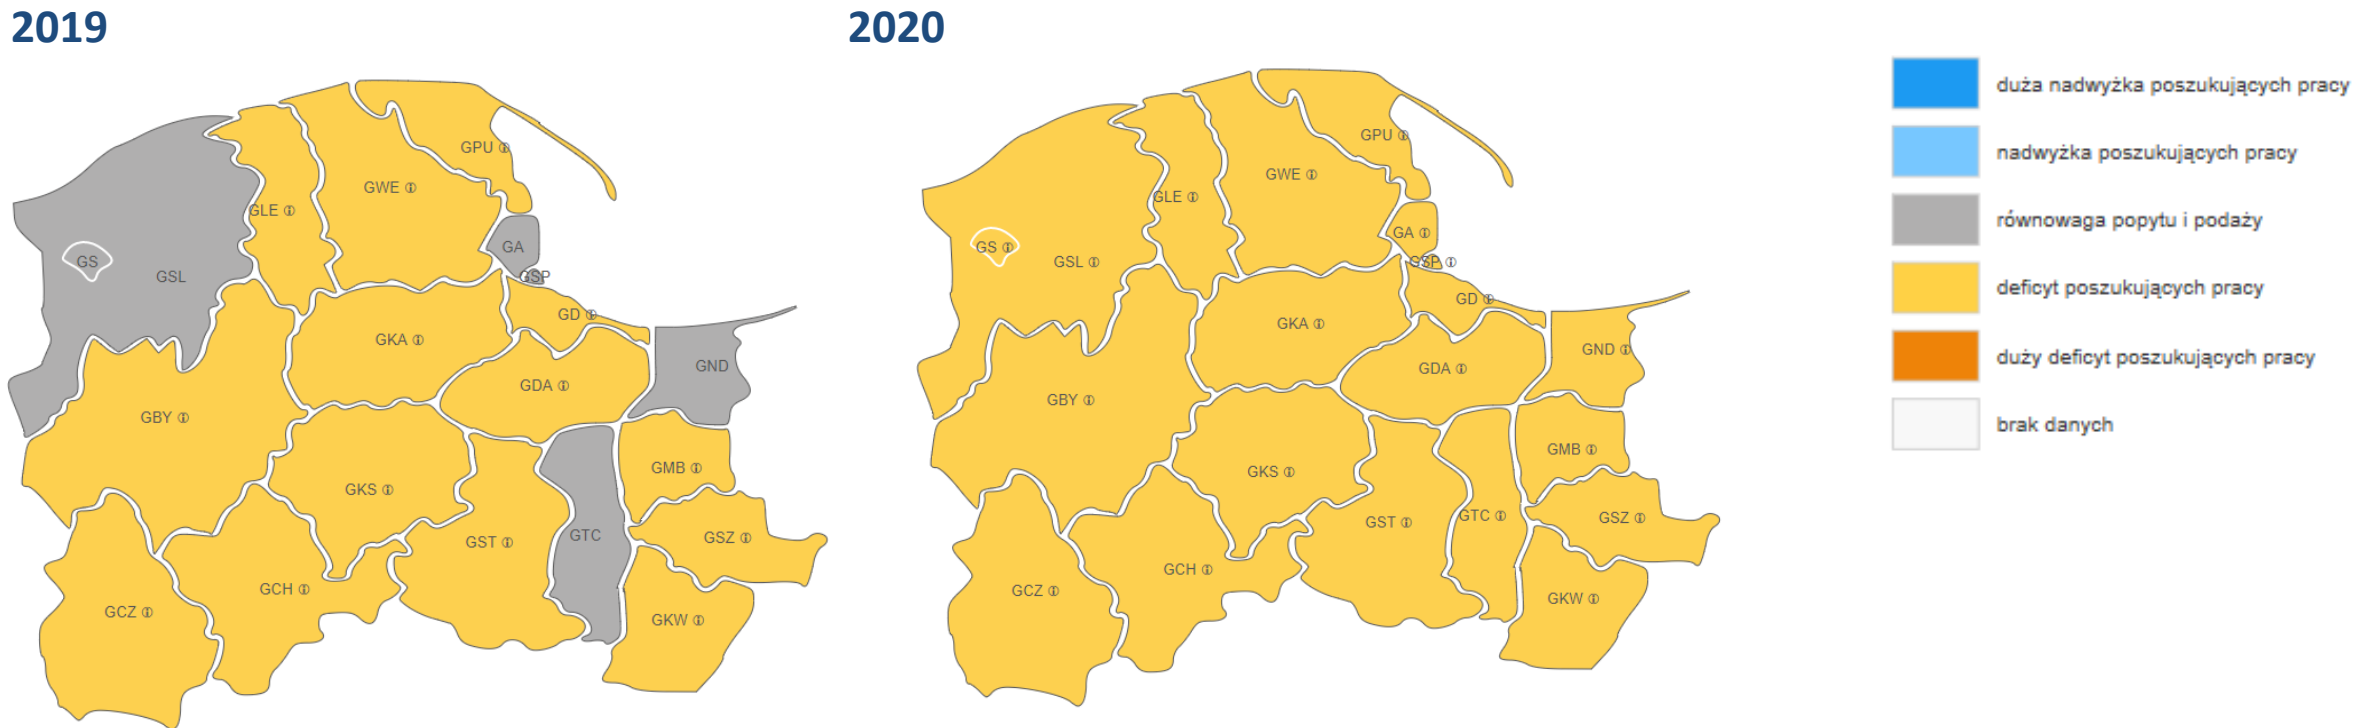 2019
GPU
GWE
GLE
GA
GS
GSL
GSP
GD
GKA
GND
GDA
GBY
GMB
GKS
GTC
GSZ
GST
GCH
GCZ
GKW
2020
GPU
GWE
GLE
GA
GS
GSL
GSP
GD
GKA
GND
GDA
GBY
GMB
GKS
GTC
GSZ
GST
GCH
GCZ
GKW
duża nadwyżka poszukujących pracy
nadwyżka poszukujących pracy
równowaga popytu i podaży
deficyt poszukujących pracy
duży deficyt poszukujących pracy
brak danych